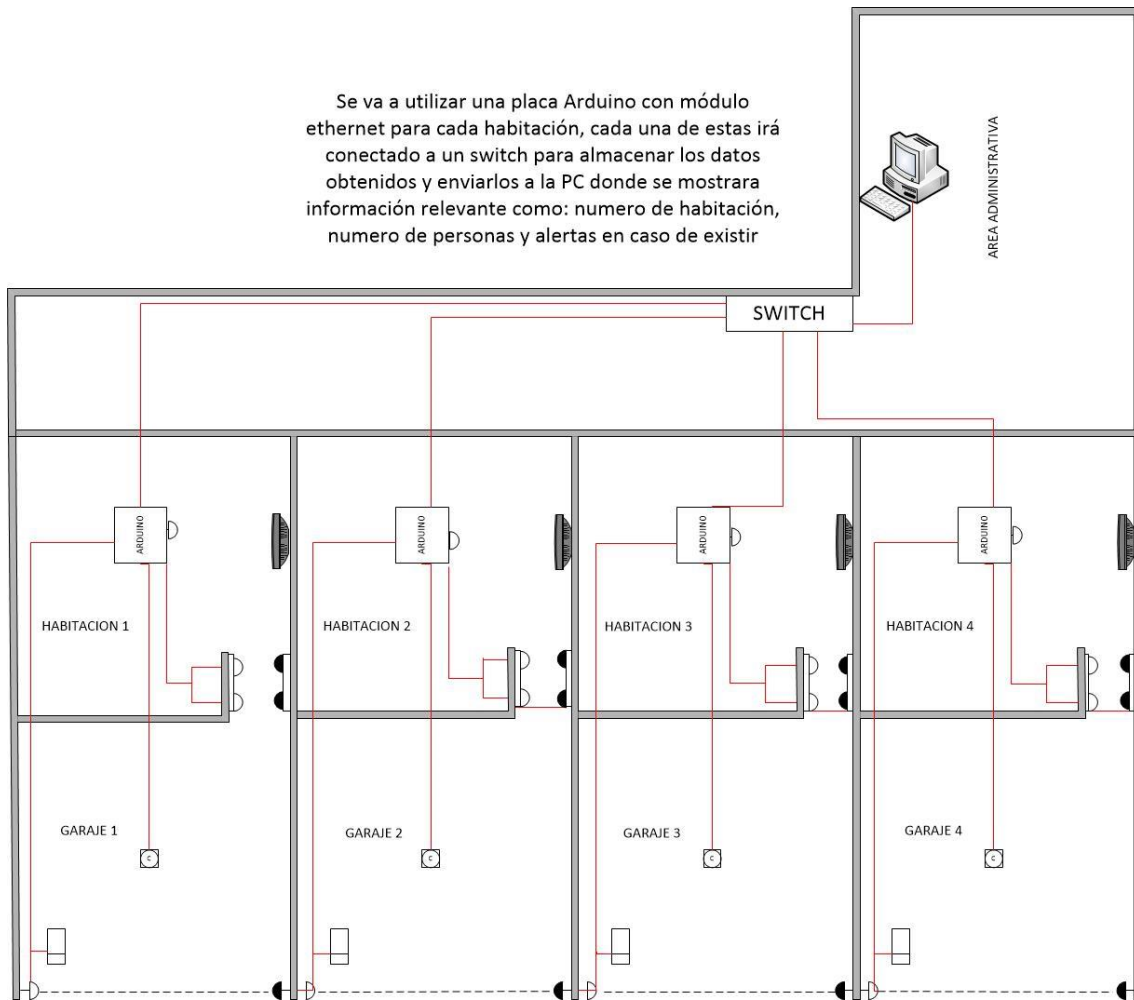 Se va a utilizar una placa Arduino con módulo
ethernet para cada habitación, cada una de estas irá
conectado a un switch para almacenar los datos
obtenidos y enviarlos a la PC donde se mostrara
información relevante como: numero de habitación,
numero de personas y alertas en caso de existir
AREA ADMINISTRATIVA
SWITCH
ARDUINO
ARDUINO
ARDUINO
ARDUINO
HABITACION 1
HABITACION 2
HABITACION 3
HABITACION 4
GARAJE 1
GARAJE 2
GARAJE 3
GARAJE 4
C
C
C
C